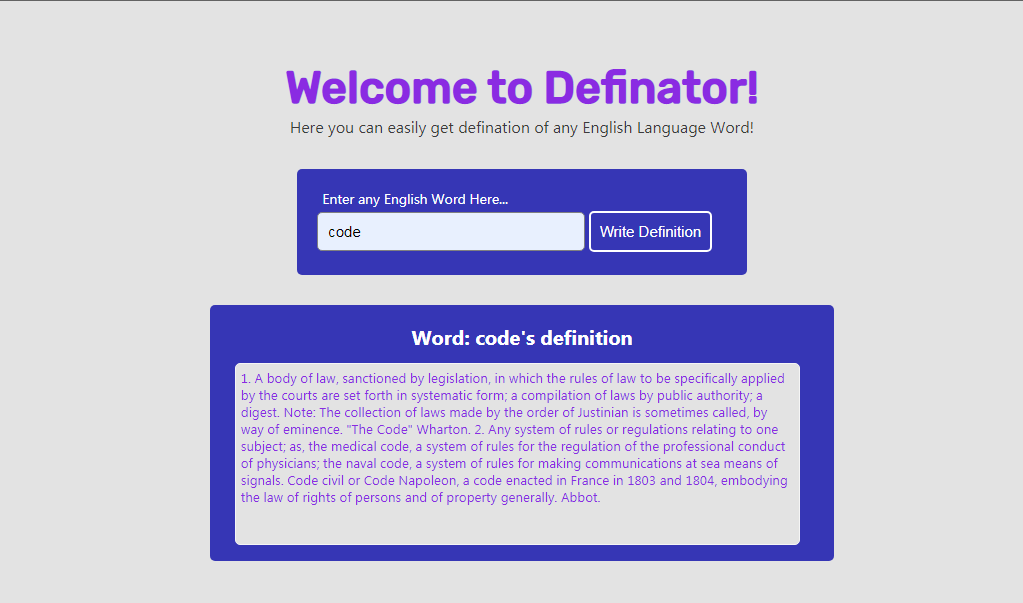 Welcome to Definator!
Here you can easily get defination of any English Language Word!
Enter any English Word Here...
code
Write Definition
Word: code's definition
1. A body of law, sanctioned by legislation, in which the rules of law to be specifically applied
by the courts are set forth in systematic form; a compilation of laws by public authority; a
digest. Note: The collection of laws made by the order of Justinian is sometimes called, by
way of eminence. "The Code" Wharton. 2. Any system of rules or regulations relating to one
subject; as, the medical code, a system of rules for the regulation of the professional conduct
of physicians; the naval code, a system of rules for making communications at sea means of
signals. Code civil or Code Napoleon, a code enacted in France in 1803 and 1804, embodying
the law of rights of persons and of property generally. Abbot.